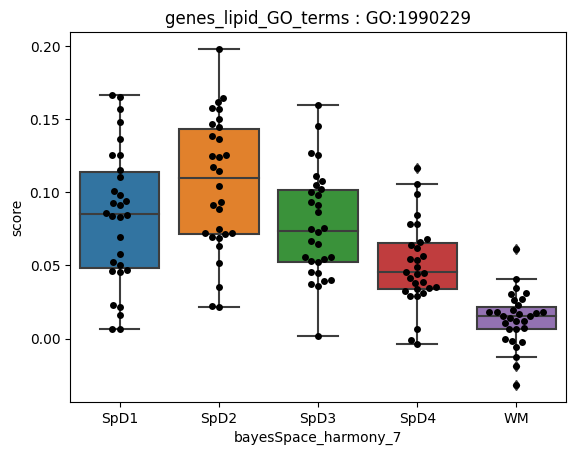 genes_lipid_GO_terms : GO:1990229
0.20
0.15
0.10
0.05
0.00
score
SpD1 SpD2 SpD3 SpD4 WM
bayesSpace_harmony_7